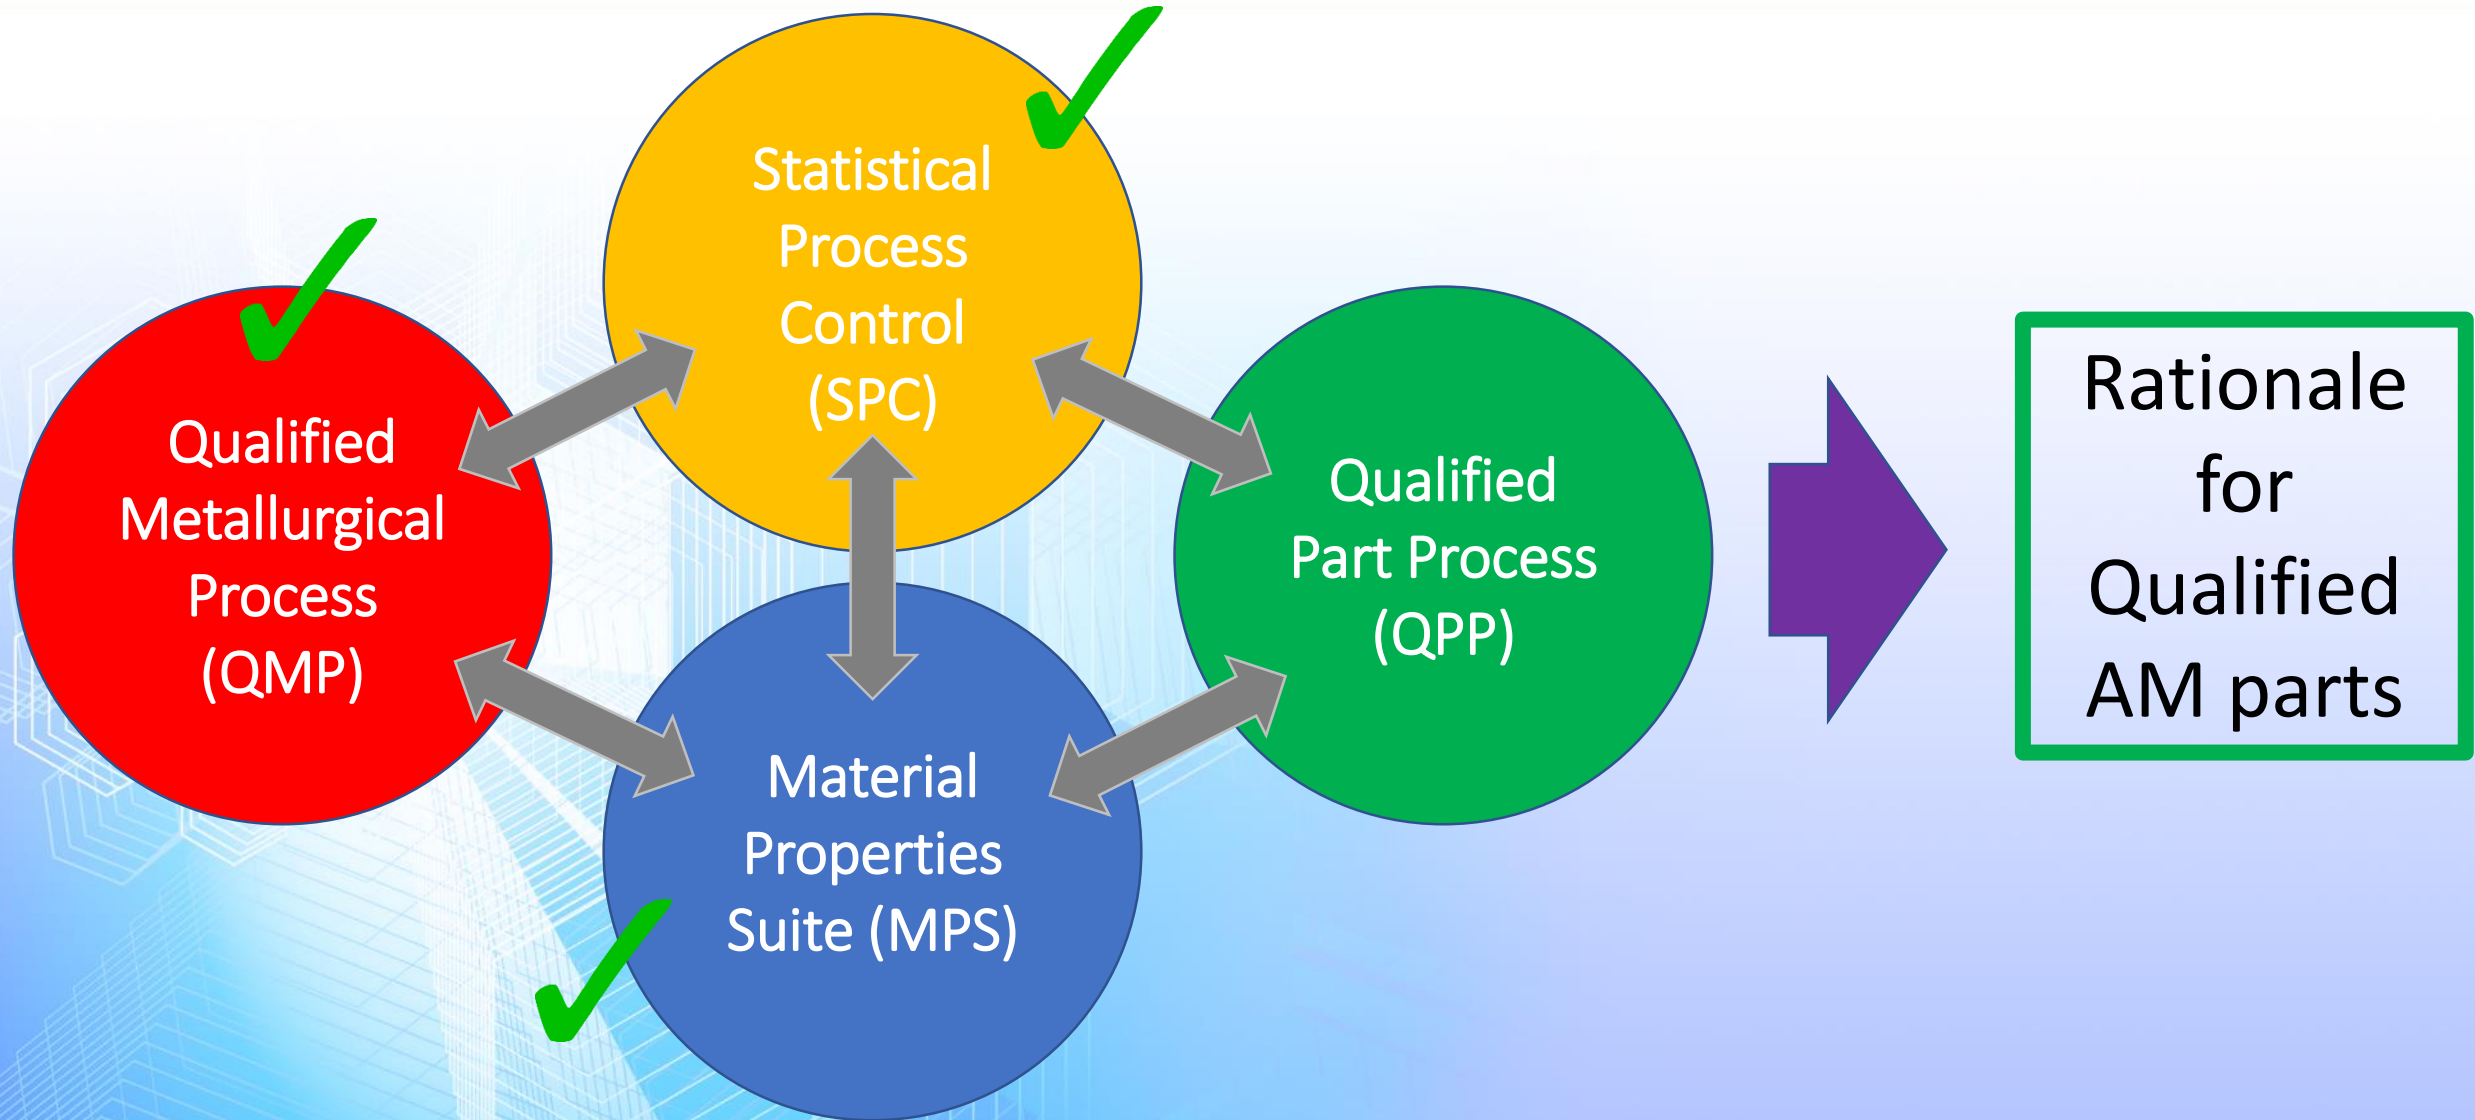 Statistical
Process
Control
(SPC)
Qualified
Metallurgical
Process
(QMP)
Material
Properties
Suite (MPS)
Qualified
Part Process
(QPP)
Rationale
for
Qualified
AM parts